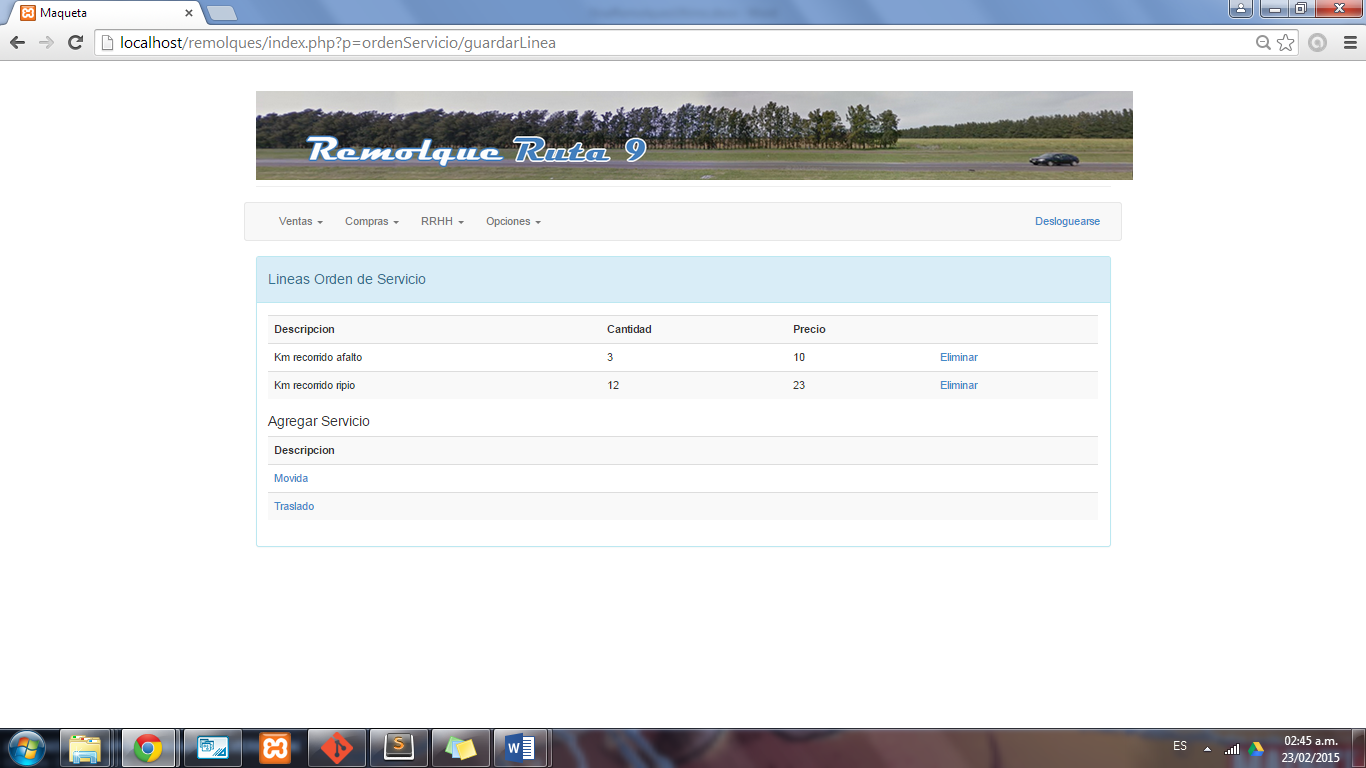 Maqueta
localhost/remolques/index.php?p=ordenServicio/guardarLinea
Remolque Ruta 9
Ventas Compras RRHH Opciones Desloguearse
Lineas Orden de Servicio
Descripcion Cantidad Precio
Km recorrido afalto 3 10 Eliminar
Km recorrido ripio 12 23 Eliminar
Agregar Servicio
Descripcion
Movida
Traslado
ES
02:45 a.m.
23/02/2015